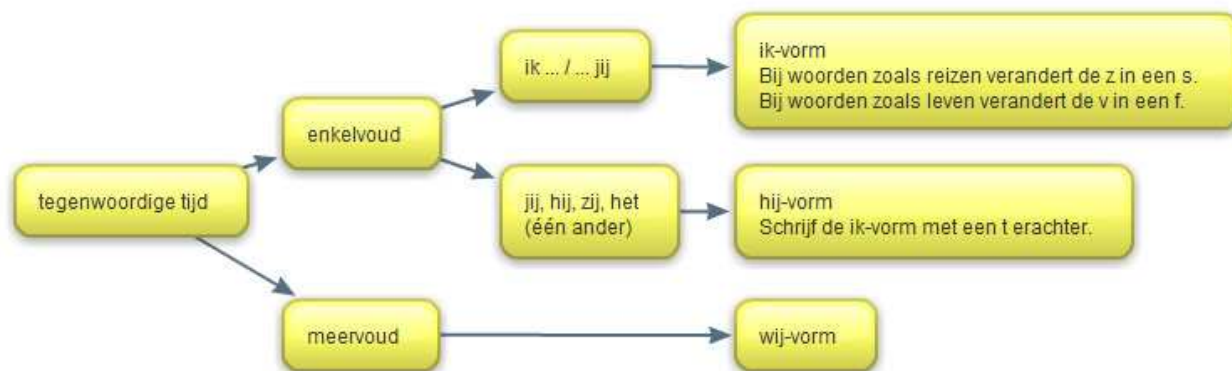 tegenwoordige tijd
enkelvoud
ik ... / ... jij
ik-vorm
Bij woorden zoals reizen verandert de z in een s.
Bij woorden zoals leven verandert de v in een f.
jij, hij, zij, het
(één ander)
hij-vorm
Schrijf de ik-vorm met een t erachter.
meervoud
wij-vorm